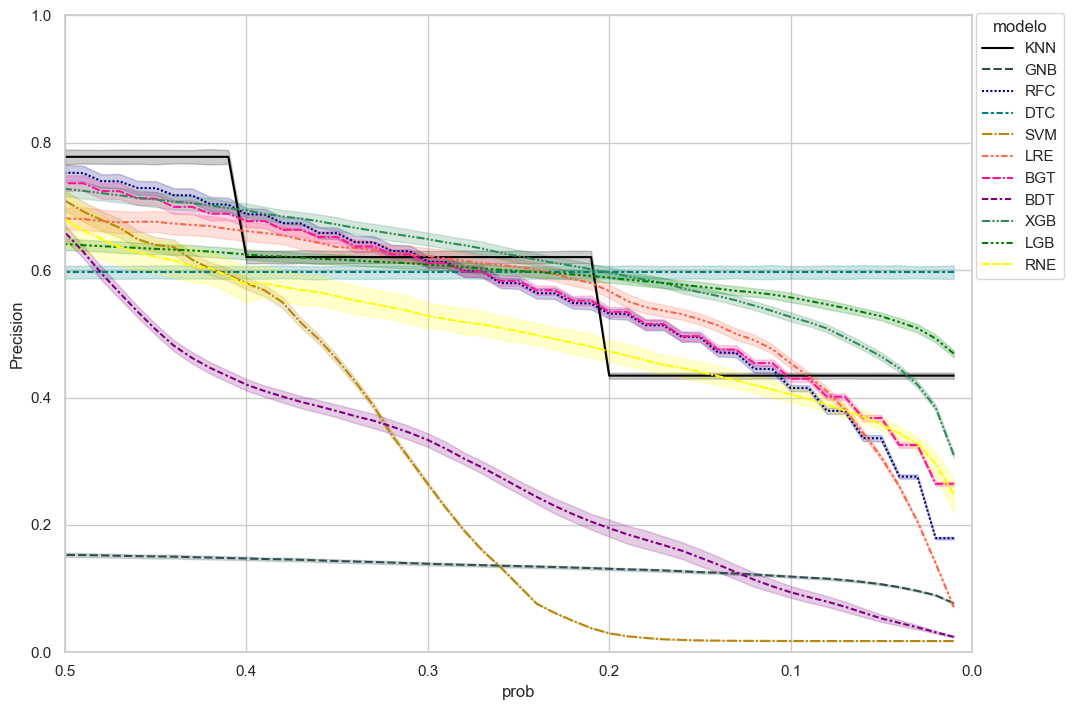 1.0
0.8
0.6
0.4
0.2
0.0
Precision
0.5
0.4
0.3
0.2
0.1
0.0
prob
modelo
KNN
GNB
RFC
DTC
SVM
LRE
BGT
BDT
XGB
LGB
RNE